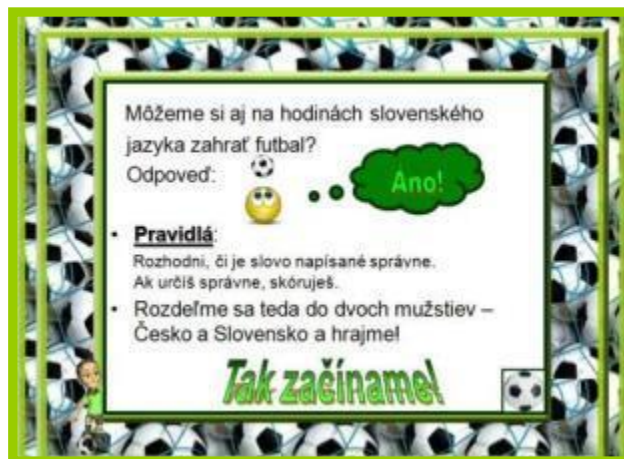 Môžeme si aj na hodinách slovenského
jazyka zahrať futbal?
Odpoveď:
Áno!
• Pravidlá:
Rozhodni, či je slovo napísané správne.
Ak určíš správne, skóruješ.
• Rozdeľme sa teda do dvoch mužstiev –
Česko a Slovensko a hrajme!
Tak začíname!